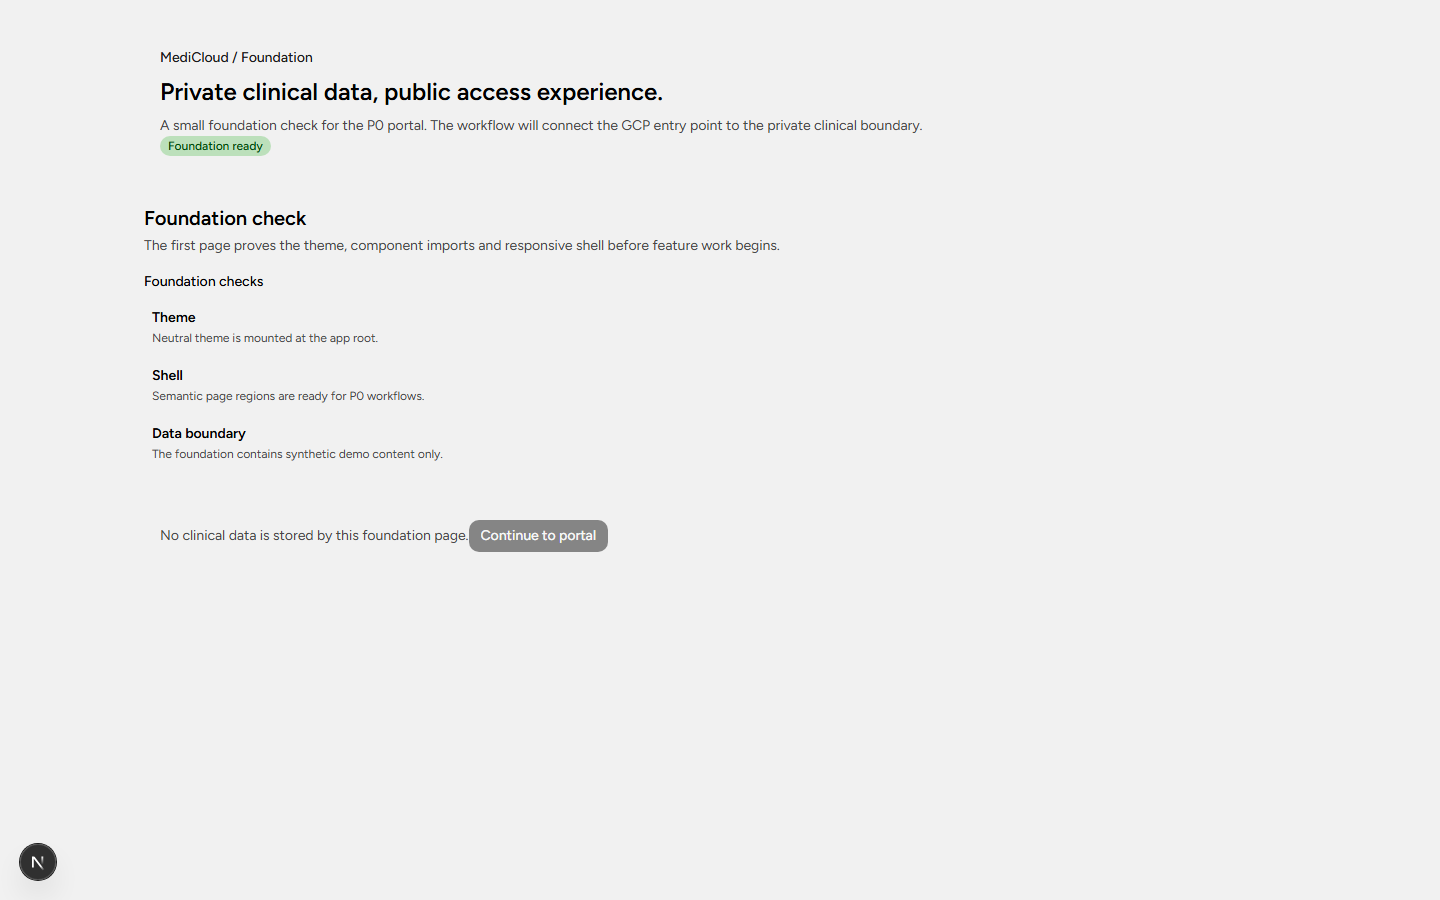 MediCloud / Foundation
Private clinical data, public access experience.
A small foundation check for the P0 portal. The workflow will connect the GCP entry point to the private clinical boundary.
Foundation ready
Foundation check
The first page proves the theme, component imports and responsive shell before feature work begins.
Foundation checks
Theme
Neutral theme is mounted at the app root.
Shell
Semantic page regions are ready for P0 workflows.
Data boundary
The foundation contains synthetic demo content only.
No clinical data is stored by this foundation page. Continue to portal
N